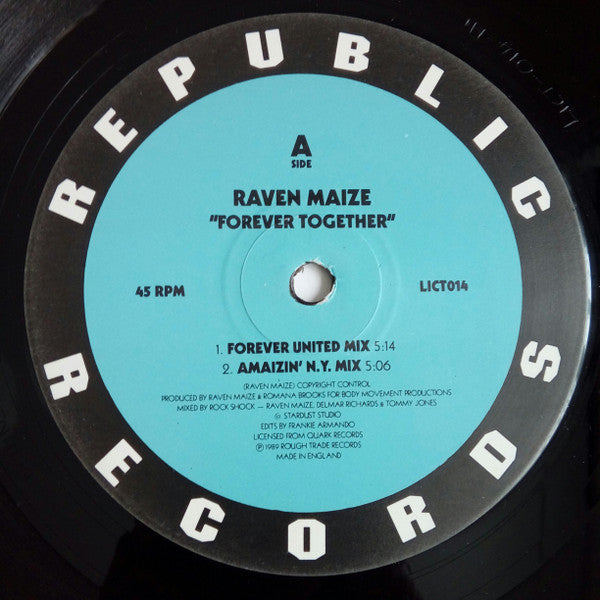 REPUBLIC
RECORDS
A
SIDE
RAVEN MAIZE
"FOREVER TOGETHER"
45 RPM
LICT014
1. FOREVER UNITED MIX 5:14
2. AMAIZIN' N.Y. MIX 5:06
(RAVEN MAIZE) COPYRIGHT CONTROL
PRODUCED BY RAVEN MAIZE & ROMANA BROOKS FOR BODY MOVEMENT PRODUCTIONS
MIXED BY ROCK SHOCK — RAVEN MAIZE, DELMAR RICHARDS & TOMMY JONES
@ STARDUST STUDIO
EDITS BY FRANKIE ARMANDO
LICENSED FROM QUARK RECORDS
℗ 1989 ROUGH TRADE RECORDS
MADE IN ENGLAND